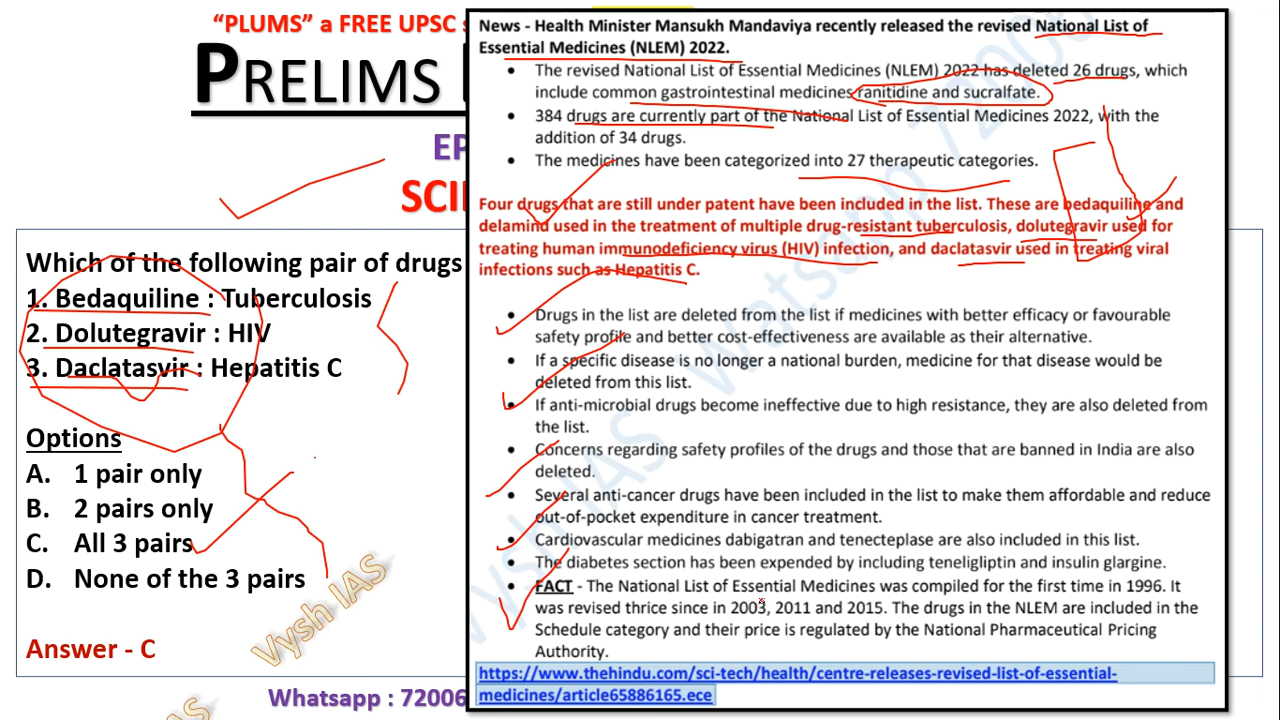 “PLUMS” a FREE UPSC
PRELIMS
EP
SCI
Which of the following pair of drugs
1. Bedaquiline : Tuberculosis
2. Dolutegravir : HIV
3. Daclatasvir : Hepatitis C
Options
A. 1 pair only
B. 2 pairs only
C. All 3 pairs
D. None of the 3 pairs
Answer - C
Vysh IAS
Vysh IAS
Whatsapp : 72006
News - Health Minister Mansukh Mandaviya recently released the revised National List of
Essential Medicines (NLEM) 2022.
• The revised National List of Essential Medicines (NLEM) 2022 has deleted 26 drugs, which
include common gastrointestinal medicines ranitidine and sucralfate.
• 384 drugs are currently part of the National List of Essential Medicines 2022, with the
addition of 34 drugs.
• The medicines have been categorized into 27 therapeutic categories.
Four drugs that are still under patent have been included in the list. These are bedaquiline and
delamind used in the treatment of multiple drug-resistant tuberculosis, dolutegravir used for
treating human immunodeficiency virus (HIV) infection, and daclatasvir used in treating viral
infections such as Hepatitis C.
• Drugs in the list are deleted from the list if medicines with better efficacy or favourable
safety profile and better cost-effectiveness are available as their alternative.
• If a specific disease is no longer a national burden, medicine for that disease would be
deleted from this list.
• If anti-microbial drugs become ineffective due to high resistance, they are also deleted from
the list.
• Concerns regarding safety profiles of the drugs and those that are banned in India are also
deleted.
• Several anti-cancer drugs have been included in the list to make them affordable and reduce
out-of-pocket expenditure in cancer treatment.
• Cardiovascular medicines dabigatran and tenecteplase are also included in this list.
• The diabetes section has been expended by including teneligliptin and insulin glargine.
• FACT - The National List of Essential Medicines was compiled for the first time in 1996. It
was revised thrice since in 2003, 2011 and 2015. The drugs in the NLEM are included in the
Schedule category and their price is regulated by the National Pharmaceutical Pricing
Authority.
https://www.thehindu.com/sci-tech/health/centre-releases-revised-list-of-essential-
medicines/article65886165.ece
Vysh IAS Watsapp 72006